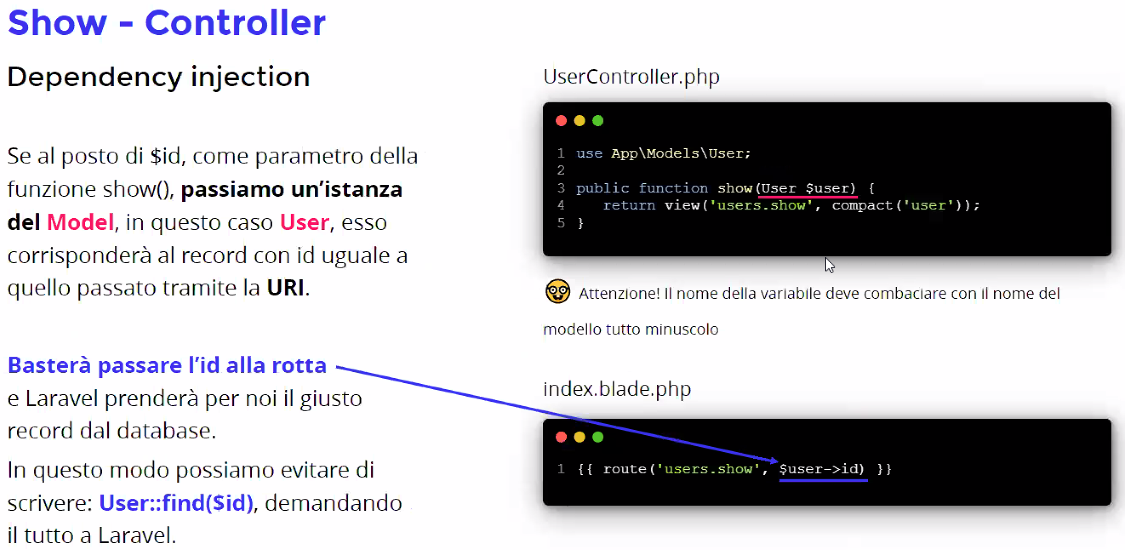 Show - Controller
Dependency injection
Se al posto di $id, come parametro della
funzione show(), passiamo un'istanza
del Model, in questo caso User, esso
corrisponderà al record con id uguale a
quello passato tramite la URI.
Basterà passare l'id alla rotta
e Laravel prenderà per noi il giusto
record dal database.
In questo modo possiamo evitare di
scrivere: User::find($id), demandando
il tutto a Laravel.
UserController.php
1 use App\Models\User;
2
3 public function show(User $user) {
4    return view('users.show', compact('user'));
5 }
Attenzione! Il nome della variabile deve combaciare con il nome del
modello tutto minuscolo
index.blade.php
1 {{ route('users.show', $user->id) }}